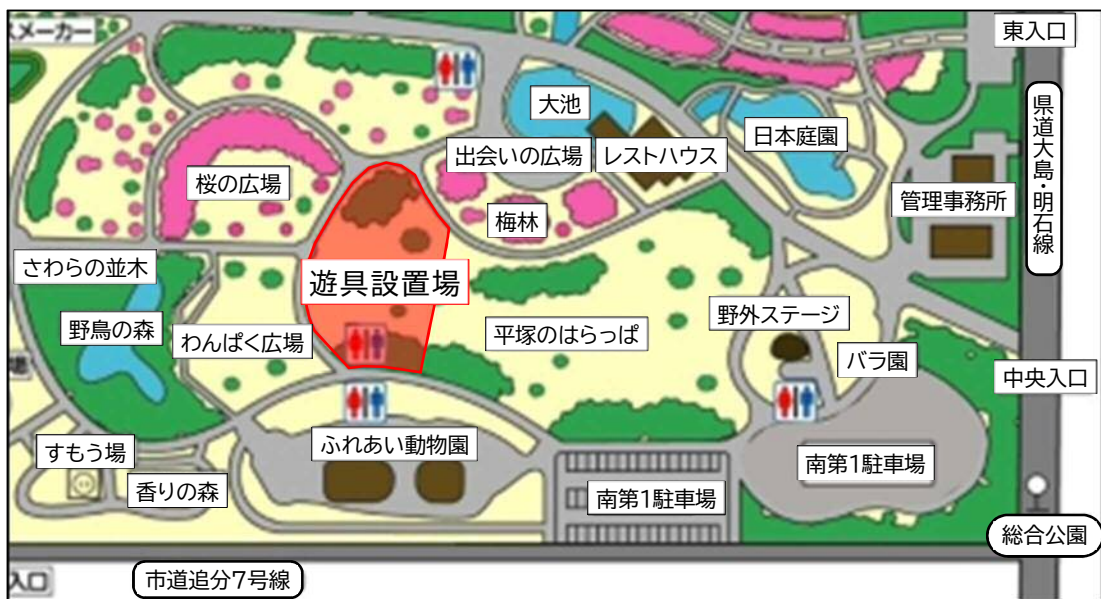 スメーカー
東入口
大池
県道大島・明石線
日本庭園
出会いの広場
レストハウス
桜の広場
管理事務所
梅林
さわらの並木
遊具設置場
野鳥の森
わんぱく広場
平塚のはらっぱ
野外ステージ
バラ園
中央入口
すもう場
ふれあい動物園
南第1駐車場
香りの森
南第1駐車場
総合公園
市道追分7号線
入口